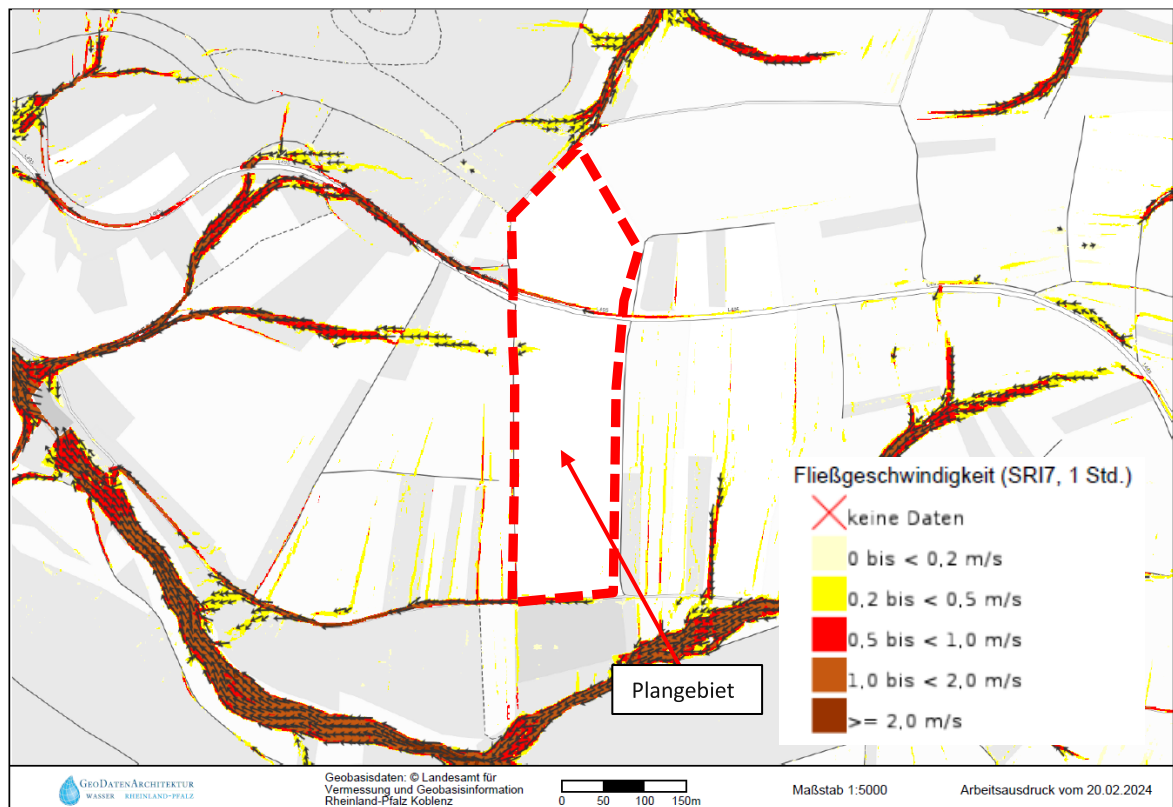 Fließgeschwindigkeit (SRI7, 1 Std.)
keine Daten
0 bis < 0,2 m/s
0,2 bis < 0,5 m/s
0,5 bis < 1,0 m/s
1,0 bis < 2,0 m/s
>= 2,0 m/s
Plangebiet
GEODATENARCHITEKTUR
WASSER RHEINLAND-PFALZ
Geobasisdaten: © Landesamt für
Vermessung und Geobasisinformation
Rheinland-Pfalz Koblenz
0 50 100 150m
Maßstab 1:5000
Arbeitsausdruck vom 20.02.2024